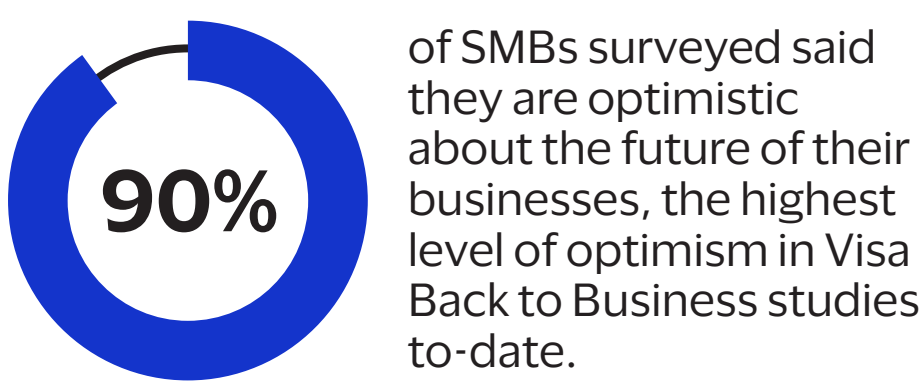 90%
of SMBs surveyed said
they are optimistic
about the future of their
businesses, the highest
level of optimism in Visa
Back to Business studies
to-date.